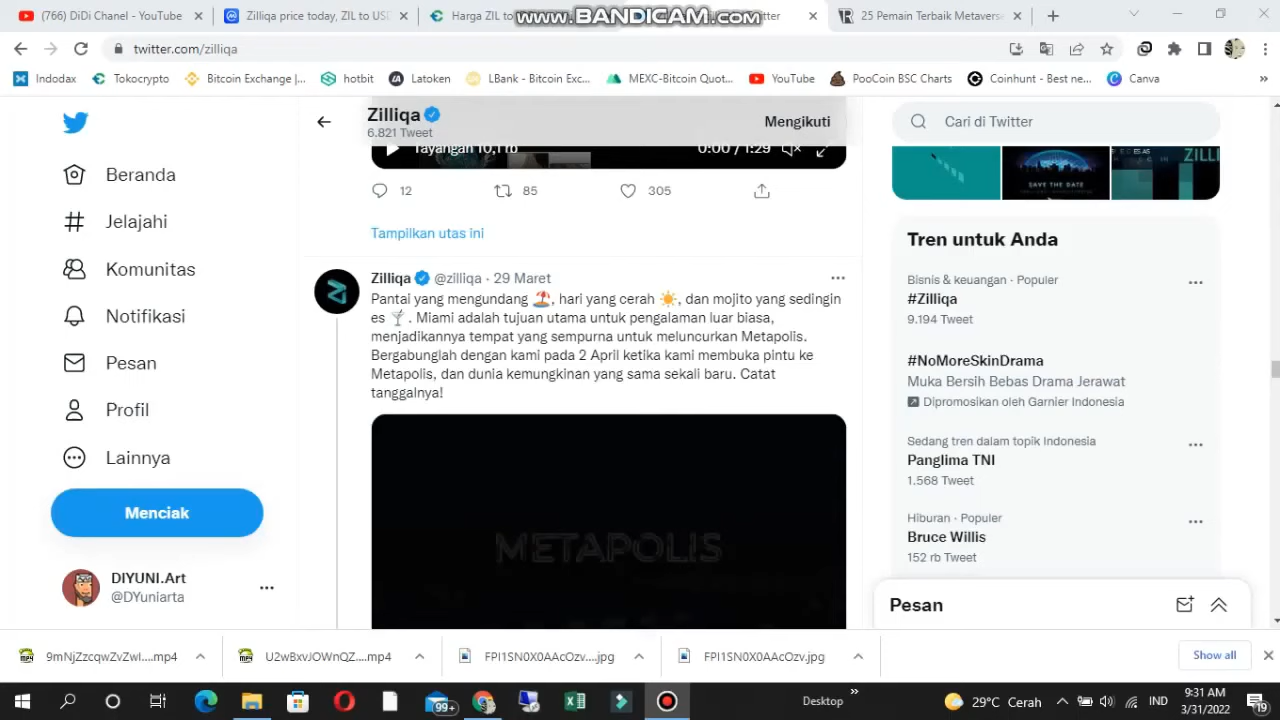 (766) DiDi Chanel - YouTube
Zilliqa price today, ZIL to US
Harga ZIL to
www.BANDICAM.com
tter
25 Pemain Terbaik Metavers
twitter.com/zilliqa
Indodax
Tokocrypto
Bitcoin Exchange |...
hotbit
Latoken
LBank - Bitcoin Exc...
MEXC-Bitcoin Quot...
YouTube
PooCoin BSC Charts
Coinhunt - Best ne...
Canva
Zilliqa
6.821 Tweet
Mengikuti
Cari di Twitter
Tayangan 10,1 rb
0:00 / 1:29
SAVE THE DATE
ZILLI
12
85
305
Tampilkan utas ini
Beranda
Jelajahi
Komunitas
Notifikasi
Pesan
Profil
Lainnya
Menciak
DIYUNI.Art
@DYuniarta
Zilliqa @zilliqa · 29 Maret
Pantai yang mengundang 🏖️, hari yang cerah ☀️, dan mojito yang sedingin
es 🍸. Miami adalah tujuan utama untuk pengalaman luar biasa,
menjadikannya tempat yang sempurna untuk meluncurkan Metapolis.
Bergabunglah dengan kami pada 2 April ketika kami membuka pintu ke
Metapolis, dan dunia kemungkinan yang sama sekali baru. Catat
tanggalnya!
METAPOLIS
Tren untuk Anda
Bisnis & keuangan · Populer
#Zilliqa
9.194 Tweet
#NoMoreSkinDrama
Muka Bersih Bebas Drama Jerawat
Dipromosikan oleh Garnier Indonesia
Sedang tren dalam topik Indonesia
Panglima TNI
1.568 Tweet
Hiburan · Populer
Bruce Willis
152 rb Tweet
Pesan
9mNjZzcqwZvZwI....mp4
U2wBxvJOWnQZ....mp4
FPI1SN0X0AAcOzv....jpg
FPI1SN0X0AAcOzv.jpg
Show all
99+
Desktop
29°C Cerah
IND
9:31 AM
3/31/2022
19